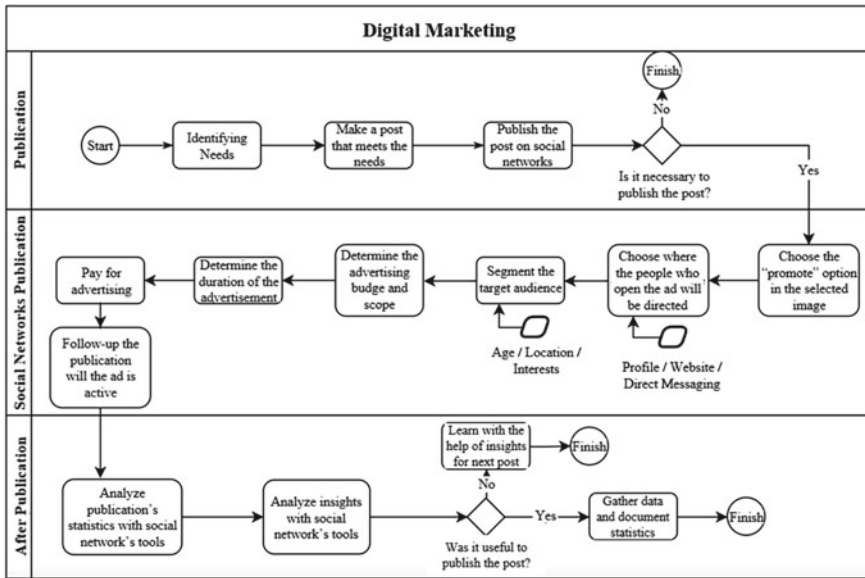 Digital Marketing
Publication
Start
Identifying
Needs
Make a post
that meets the
needs
Publish the
post on social
networks
Finish
No
Is it necessary to
publish the post?
Yes
Social Networks Publication
Choose the
“promote” option
in the selected
image
Choose where
the people who
open the ad will
be directed
Profile / Website /
Direct Messaging
Segment the
target audience
Age / Location /
Interests
Determine the
advertising
budget and
scope
Determine the
duration of the
advertisement
Pay for
advertising
Follow-up the
publication
will the ad is
active
After Publication
Analyze
publication’s
statistics with social
network’s tools
Analyze insights
with social
network’s tools
Was it useful to
publish the post?
No
Learn with the
help of insights
for next post
Finish
Yes
Gather data
and document
statistics
Finish